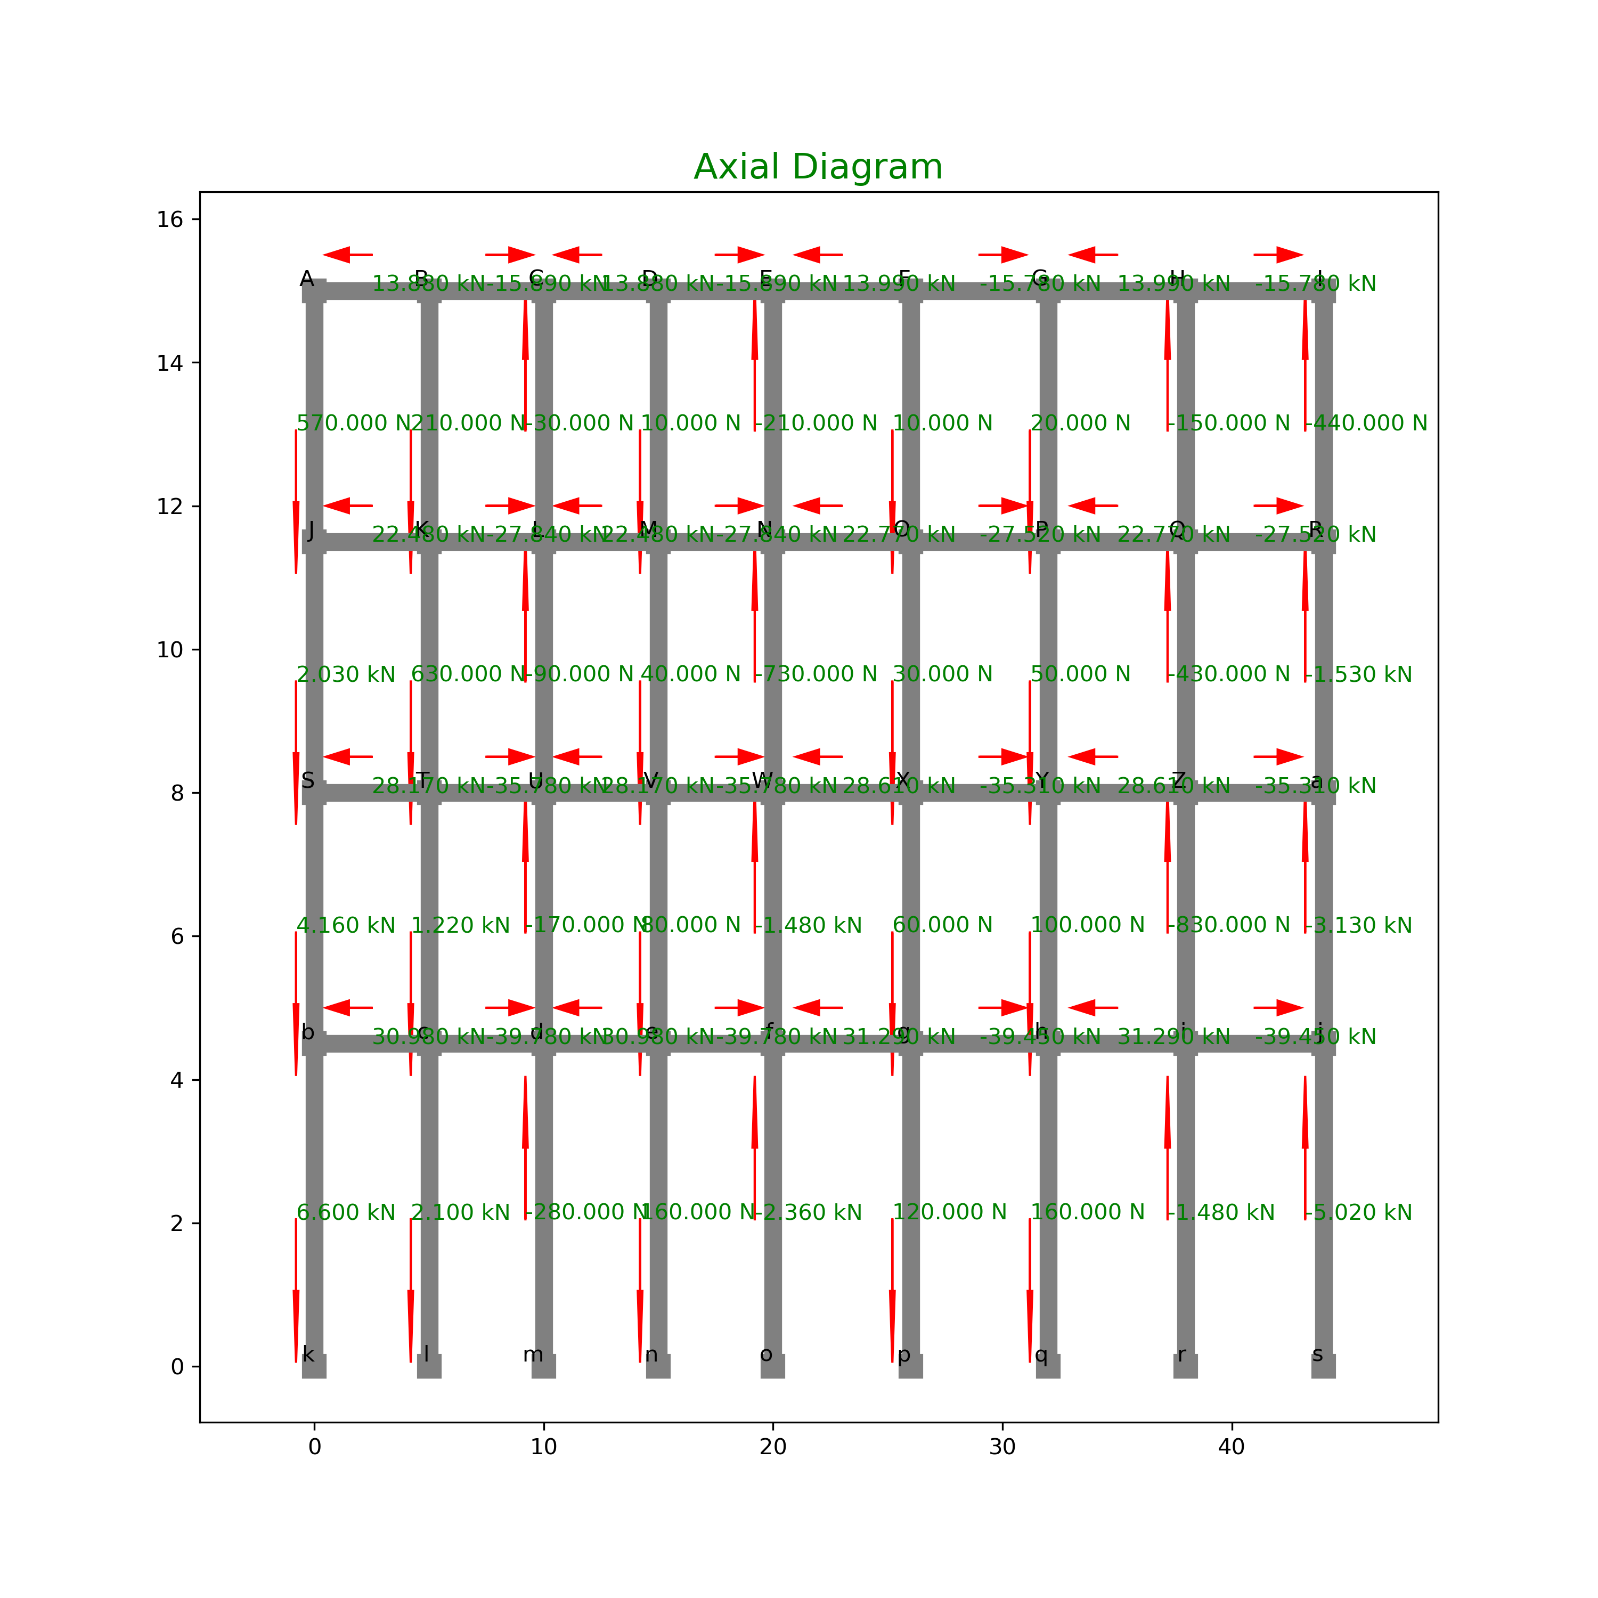 Axial Diagram
16
A B C D E F G H I
13.880 kN -15.890 kN 13.880 kN -15.890 kN 13.990 kN -15.780 kN 13.990 kN -15.780 kN
14
570.000 N 210.000 N -30.000 N 10.000 N -210.000 N 10.000 N 20.000 N -150.000 N -440.000 N
12
J K L M N O P Q R
22.480 kN -27.840 kN 22.480 kN -27.840 kN 22.770 kN -27.520 kN 22.770 kN -27.520 kN
10
2.030 kN 630.000 N -90.000 N 40.000 N -730.000 N 30.000 N 50.000 N -430.000 N -1.530 kN
S T U V W X Y Z a
28.170 kN -35.780 kN 28.170 kN -35.780 kN 28.610 kN -35.310 kN 28.610 kN -35.310 kN
8
4.160 kN 1.220 kN -170.000 N 80.000 N -1.480 kN 60.000 N 100.000 N -830.000 N -3.130 kN
6
b c d e f g h i j
30.980 kN -39.780 kN 30.980 kN -39.780 kN 31.290 kN -39.450 kN 31.290 kN -39.450 kN
4
6.600 kN 2.100 kN -280.000 N 160.000 N -2.360 kN 120.000 N 160.000 N -1.480 kN -5.020 kN
2
k l m n o p q r s
0
0 10 20 30 40